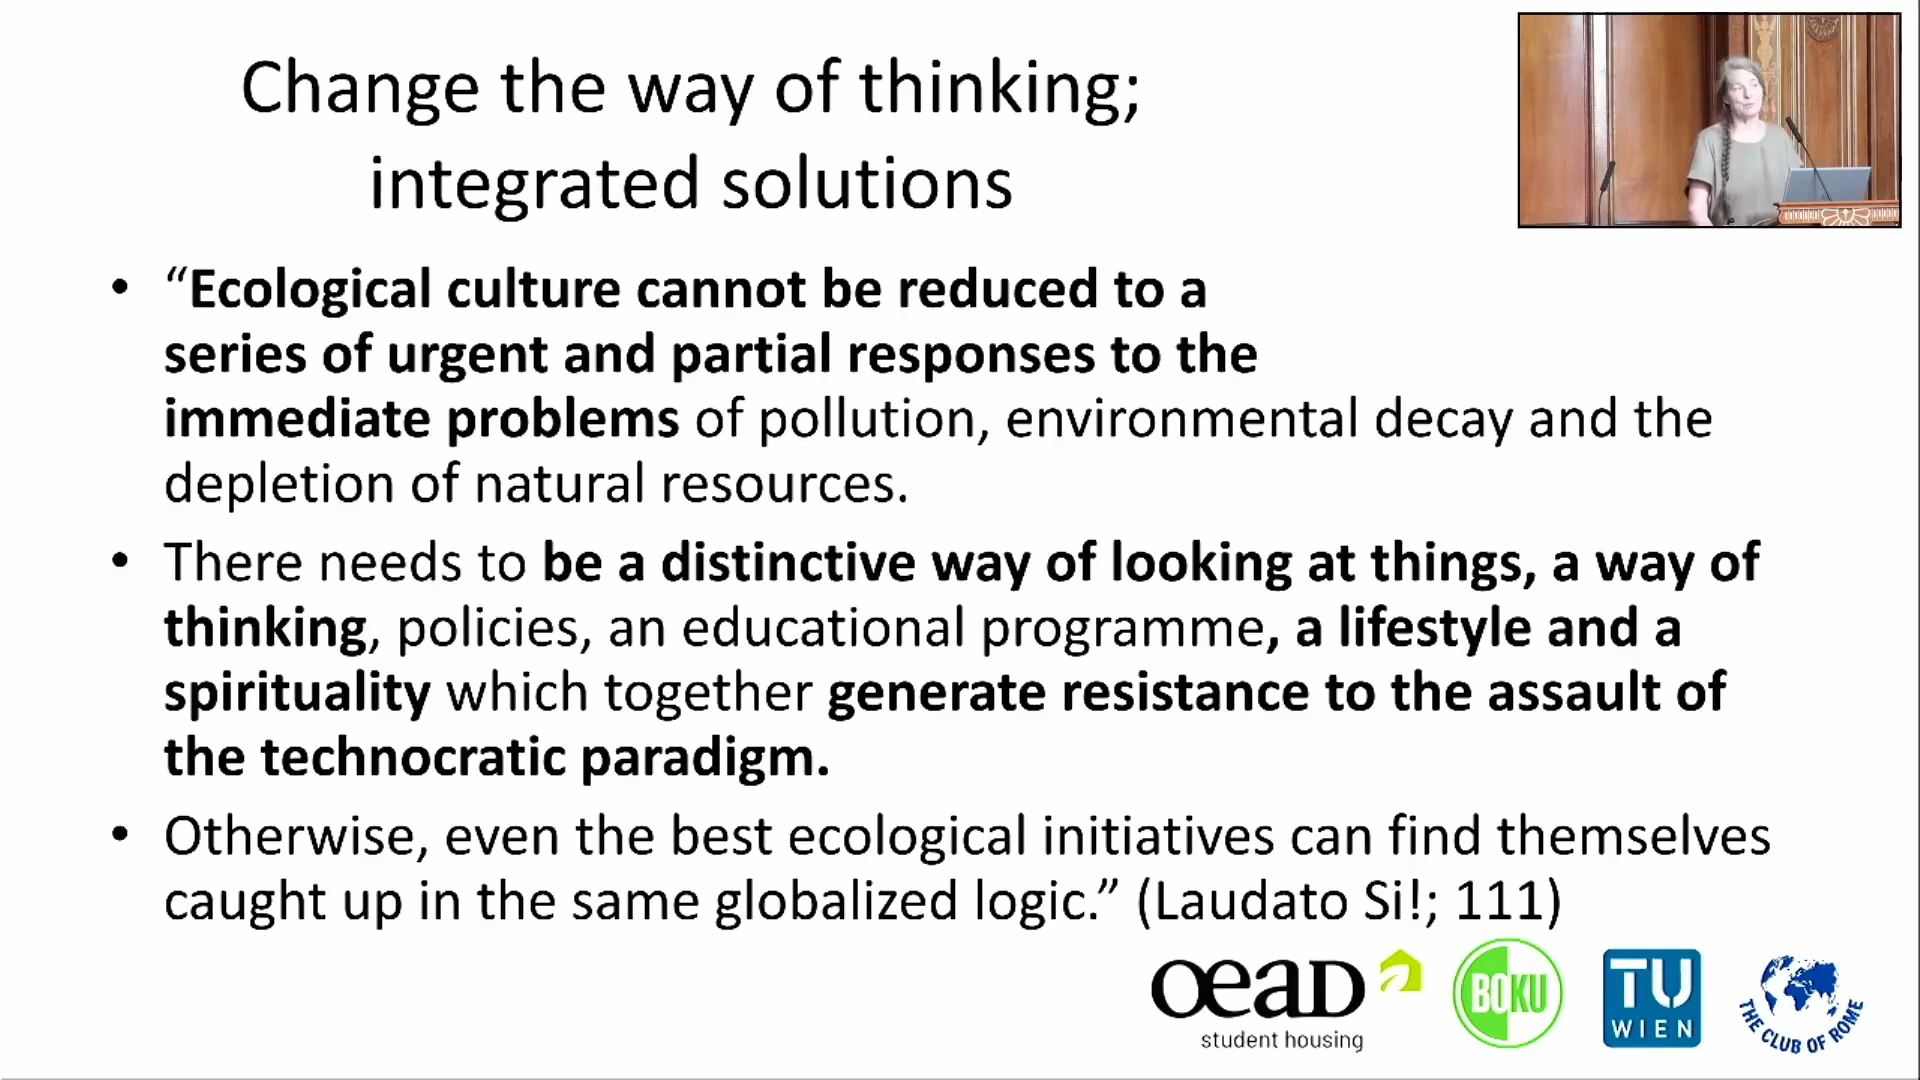 Change the way of thinking;
integrated solutions
• “Ecological culture cannot be reduced to a
series of urgent and partial responses to the
immediate problems of pollution, environmental decay and the
depletion of natural resources.
• There needs to be a distinctive way of looking at things, a way of
thinking, policies, an educational programme, a lifestyle and a
spirituality which together generate resistance to the assault of
the technocratic paradigm.
• Otherwise, even the best ecological initiatives can find themselves
caught up in the same globalized logic.” (Laudato Si!; 111)
oeaD
student housing
BOKU
TU
WIEN
THE CLUB OF ROME